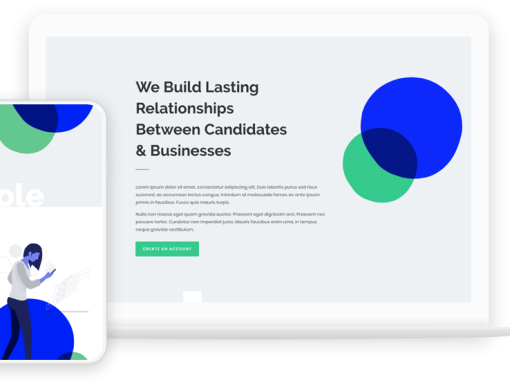 We Build Lasting
Relationships
Between Candidates
& Businesses
Lorem ipsum dolor sit amet, consectetur adipiscing elit. Duis lobortis purus sed risus
euismod, ac accumsan lectus congue. Interdum et malesuada fames ac ante ipsum
primis in faucibus. Fusce quis mauris turpis.
Nulla non massa eget quam gravida auctor. Praesent eget dignissim orci. Praesent nec
posuere tortor. Curabitur non imperdiet justo. Mauris faucibus enim urna, in tempus
neque gravida vestibulum.
CREATE AN ACCOUNT
ple